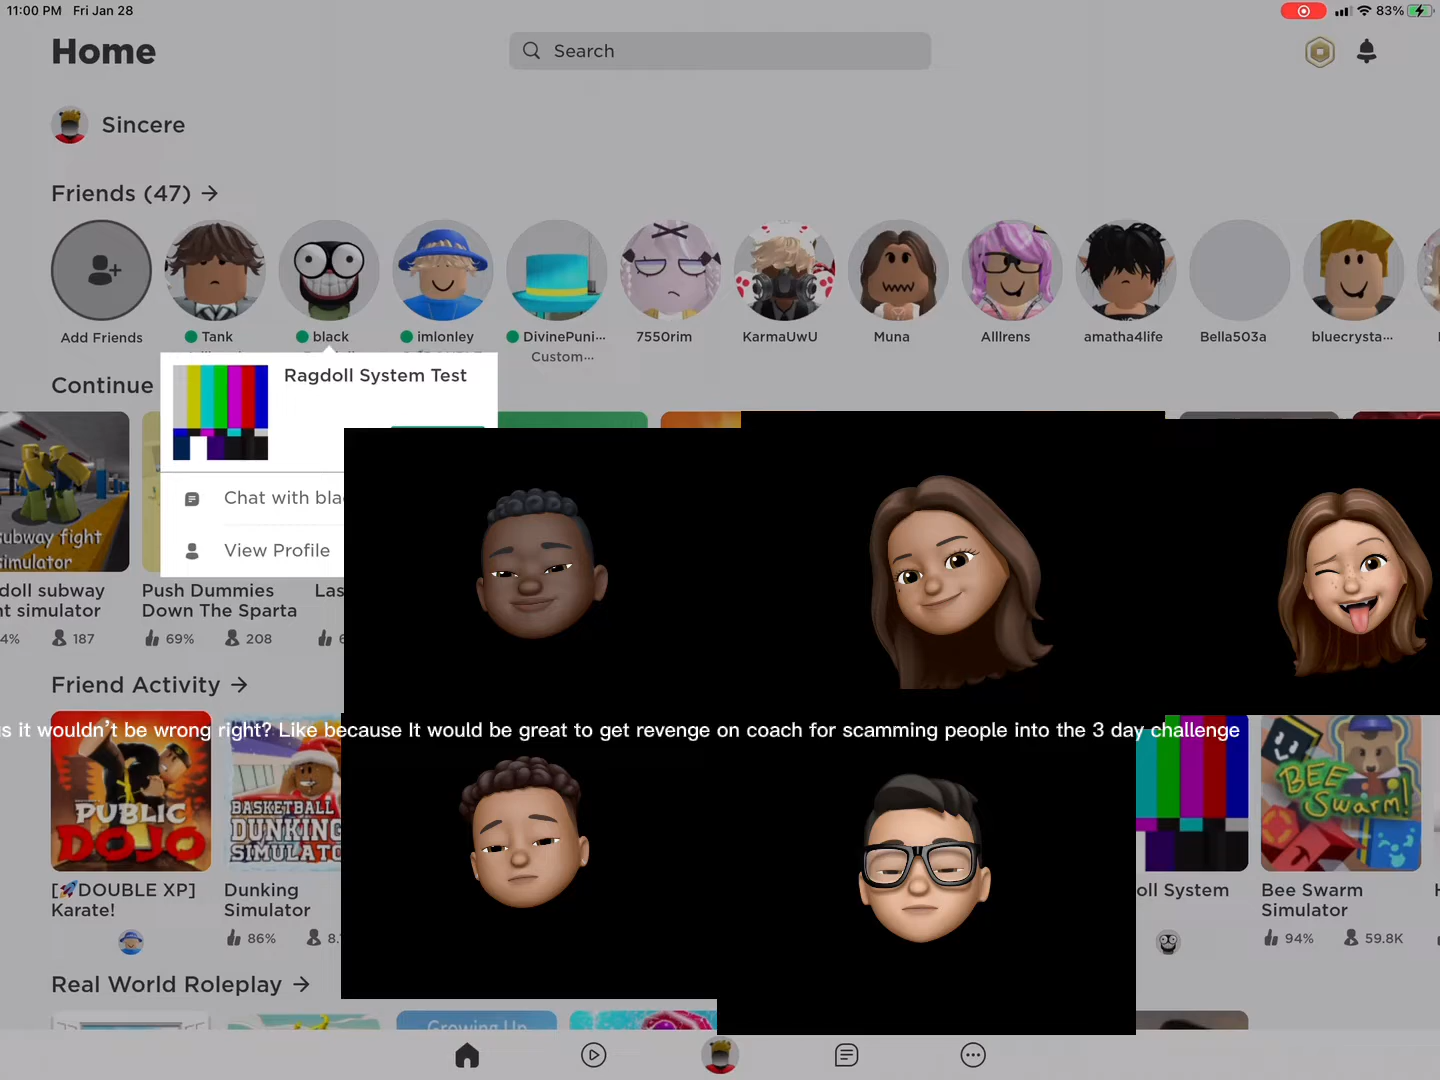 11:00 PM Fri Jan 28
83%
Home
Search
Sincere
Friends (47) →
Add Friends
Tank
black
imlonley
DivinePuni...
7550rim
KarmaUwU
Muna
Alllrens
amatha4life
Bella503a
bluecrysta...
Custom...
Continue
Ragdoll System Test
Chat with bla
View Profile
subway fight
simulator
doll subway
nt simulator
4%
187
Push Dummies
Down The Sparta
69%
208
Las
6
Friend Activity →
s it wouldn't be wrong right? Like because It would be great to get revenge on coach for scamming people into the 3 day challenge
PUBLIC
DOJO
BASKETBALL
DUNKING
SIMULATO
BEE
Swarm!
[🚀DOUBLE XP]
Karate!
Dunking
Simulator
86%
8.
oll System
Bee Swarm
Simulator
94%
59.8K
Real World Roleplay →
Growing Up